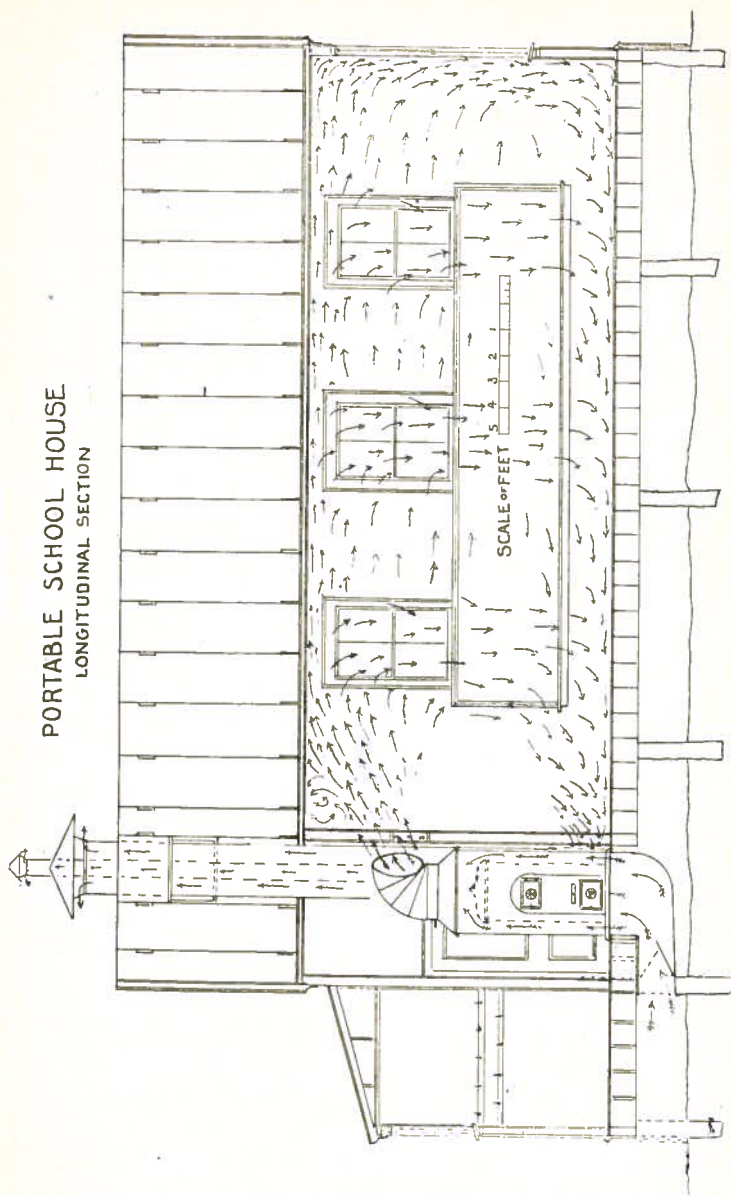 PORTABLE SCHOOL HOUSE
LONGITUDINAL SECTION
(G)
5 4 3 2 1
SCALE OF FEET